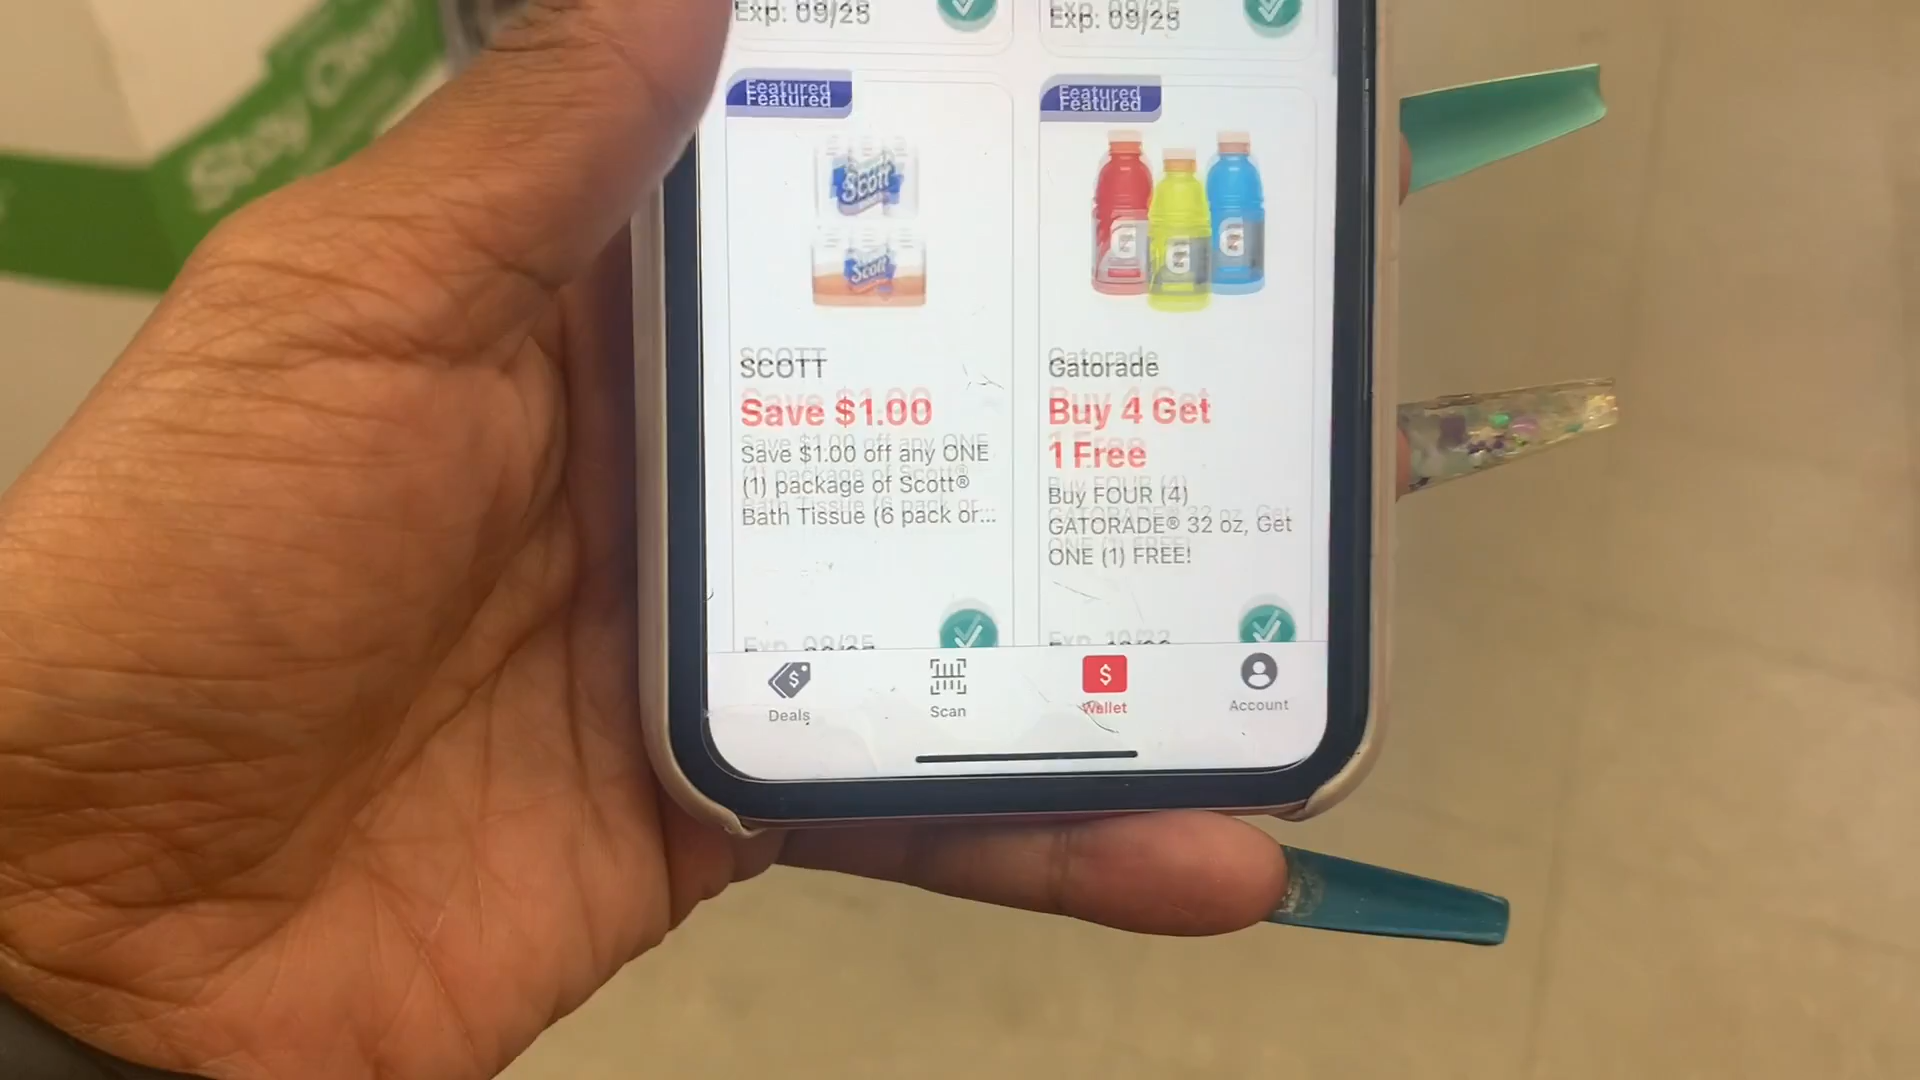 Stay Clean
Exp: 09/25
Exp: 09/25
Featured
Featured
Scott
Scott
G
G
G
SCOTT
Save $1.00
Save $1.00 off any ONE
(1) package of Scott®
Bath Tissue (6 pack or...
Gatorade
Buy 4 Get
1 Free
Buy FOUR (4)
GATORADE® 32 oz, Get
ONE (1) FREE!
Deals
Scan
Wallet
Account